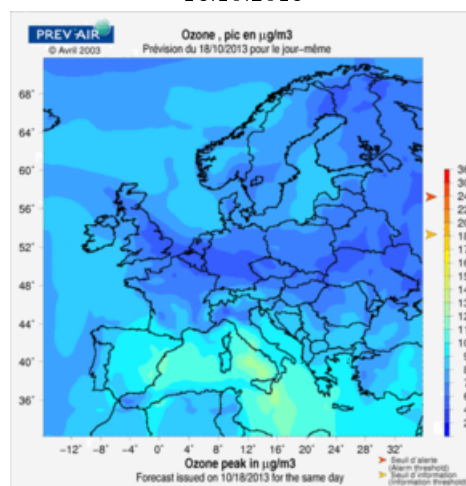 PREV'AIR
© Avril 2003
Ozone , pic en µg/m3
Prévision du 18/10/2013 pour le jour-même
68°
64°
60°
56°
52°
48°
44°
40°
36°
−12° −8° −4° 0° 4° 8° 12° 16° 20° 24° 28° 32°
Ozone peak in µg/m3
Forecast issued on 10/18/2013 for the same day
Seuil d'alerte
(Alarm threshold)
Seuil d'information
(Information threshold)